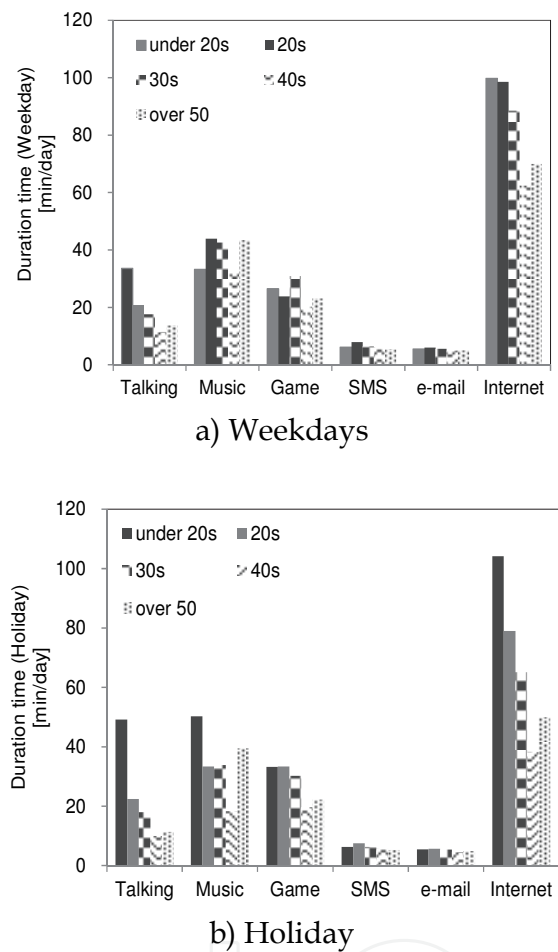 under 20s 20s
30s 40s
over 50
Duration time (Weekday)
[min/day]
120
100
80
60
40
20
0
Talking Music Game SMS e-mail Internet
a) Weekdays
under 20s 20s
30s 40s
over 50
Duration time (Holiday)
[min/day]
120
100
80
60
40
20
0
Talking Music Game SMS e-mail Internet
b) Holiday